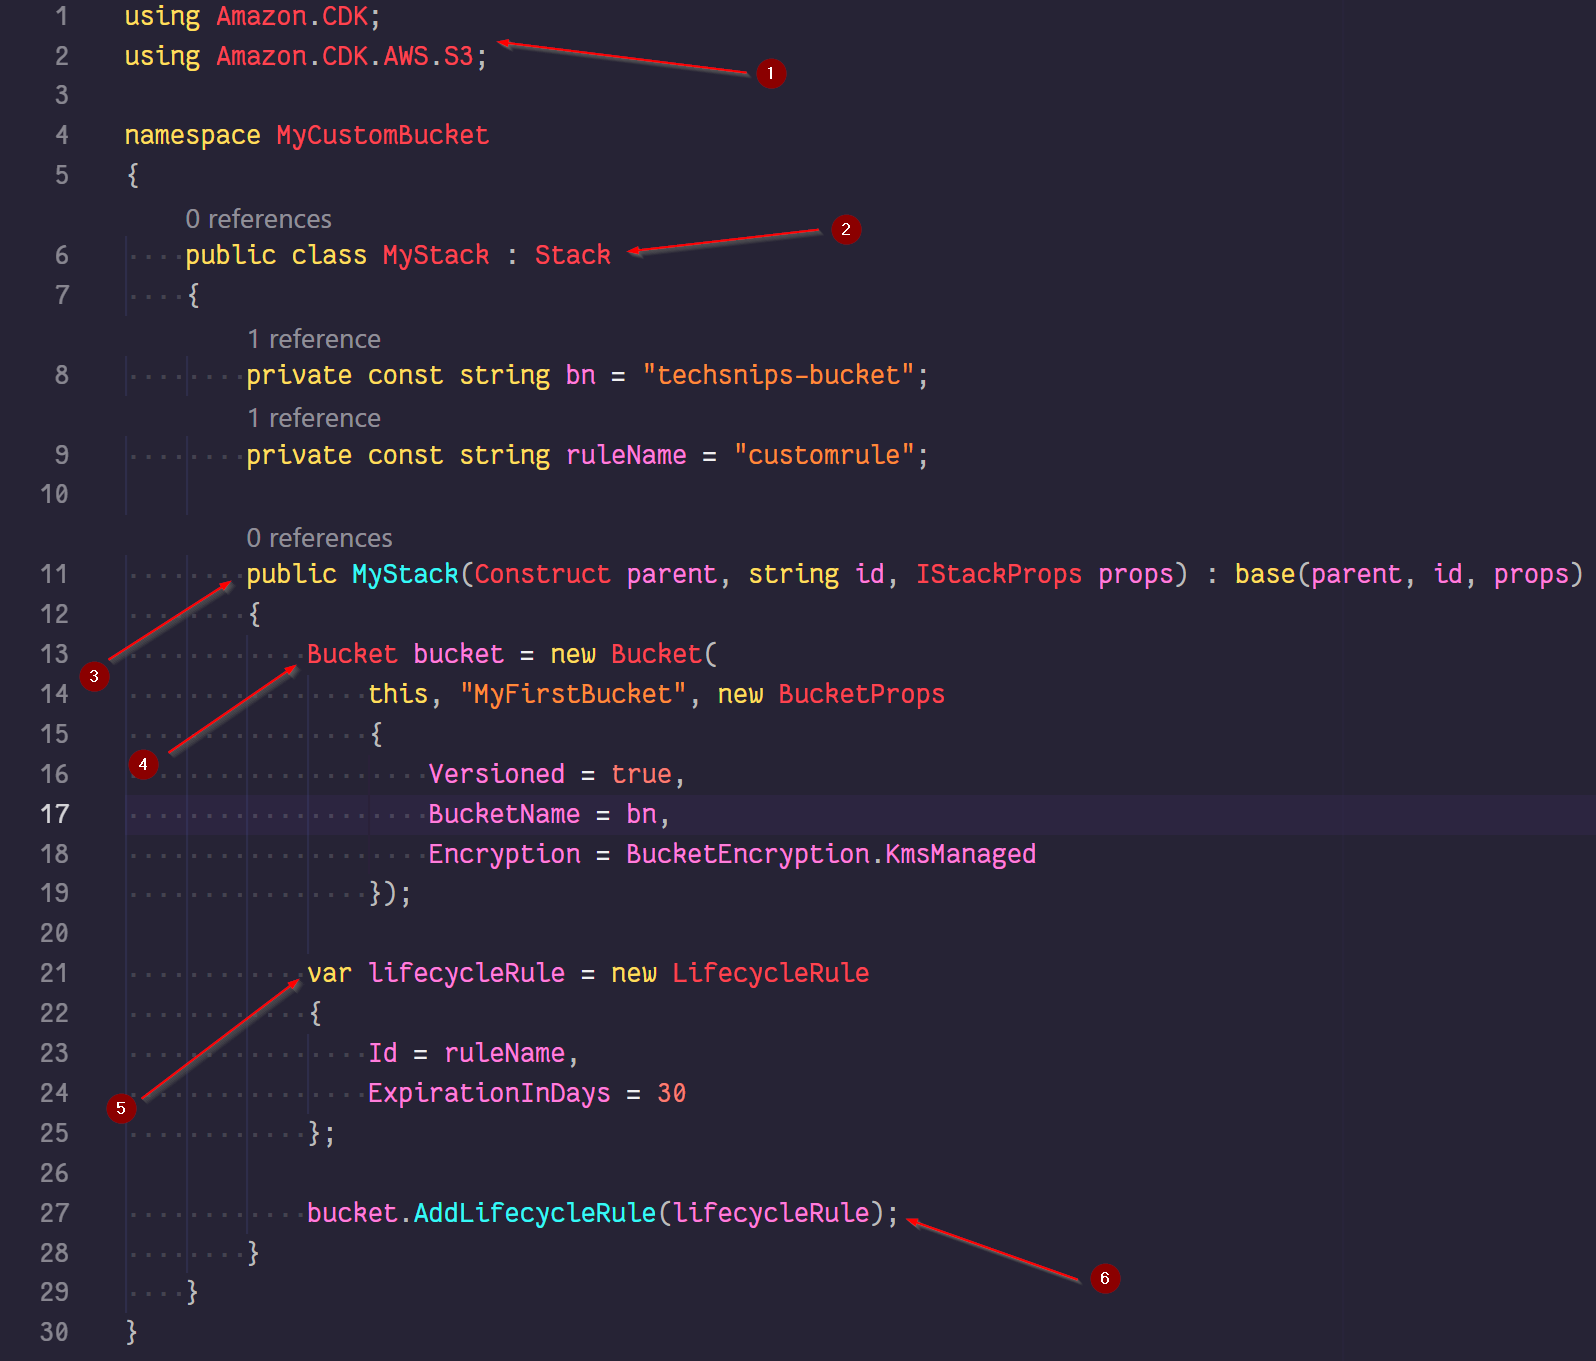 1 using Amazon.CDK;
2 using Amazon.CDK.AWS.S3;
1
3
4 namespace MyCustomBucket
5 {
0 references
2
6 public class MyStack : Stack
7 {
1 reference
8 private const string bn = "techsnips-bucket";
1 reference
9 private const string ruleName = "customrule";
10
0 references
11 public MyStack(Construct parent, string id, IStackProps props) : base(parent, id, props)
12 {
13 Bucket bucket = new Bucket(
3
14 this, "MyFirstBucket", new BucketProps
15 {
4
16 Versioned = true,
17 BucketName = bn,
18 Encryption = BucketEncryption.KmsManaged
19 });
20
21 var lifecycleRule = new LifecycleRule
22 {
23 Id = ruleName,
24 ExpirationInDays = 30
5
25 };
26
27 bucket.AddLifecycleRule(lifecycleRule);
28 }
6
29 }
30 }